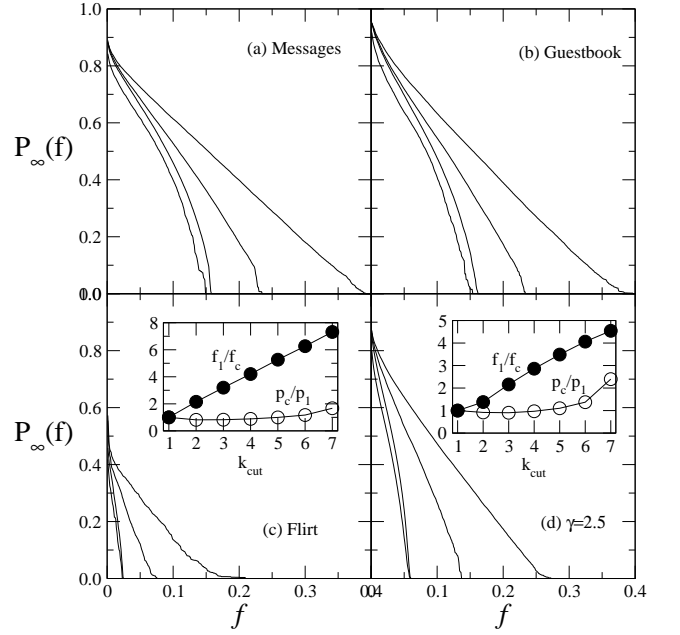 1.0
0.8
0.6
0.4
0.2
0.0
P∞(f)
(a) Messages
(b) Guestbook
0.8
0.6
0.4
0.2
0.0
P∞(f)
0 0.1 0.2 0.3 0.4
0 0.1 0.2 0.3 0.4
f
f
(c) Flirt
(d) γ=2.5
8
6
4
2
0
f1/fc
pc/p1
1 2 3 4 5 6 7
kcut
5
4
3
2
1
0
f1/fc
pc/p1
1 2 3 4 5 6 7
kcut